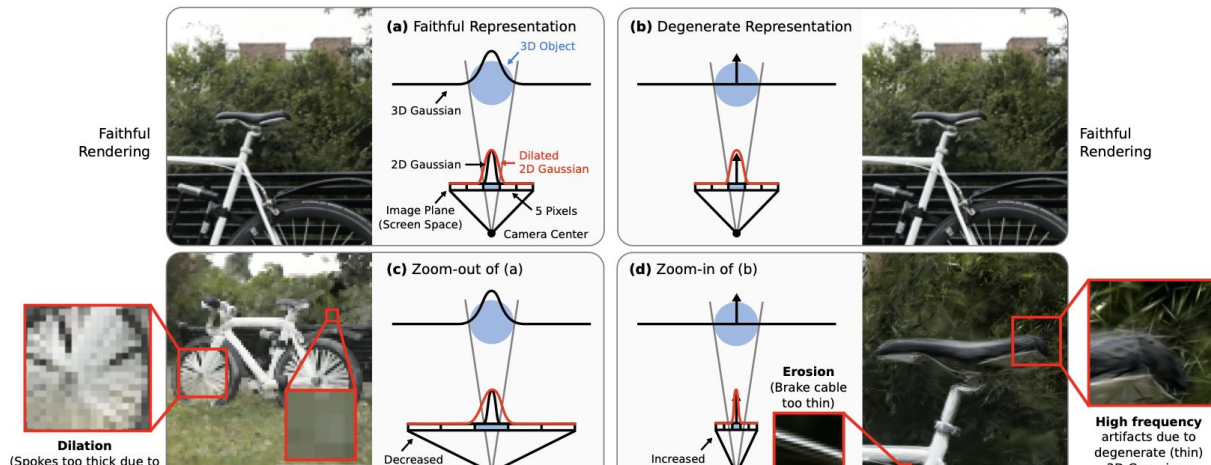 (a) Faithful Representation
3D Object
3D Gaussian
2D Gaussian
Dilated
2D Gaussian
Image Plane
(Screen Space)
5 Pixels
Camera Center
Faithful
Rendering
(b) Degenerate Representation
Faithful
Rendering
(c) Zoom-out of (a)
Decreased
Dilation
(Spokes too thick due to
(d) Zoom-in of (b)
Erosion
(Brake cable
too thin)
Increased
High frequency
artifacts due to
degenerate (thin)